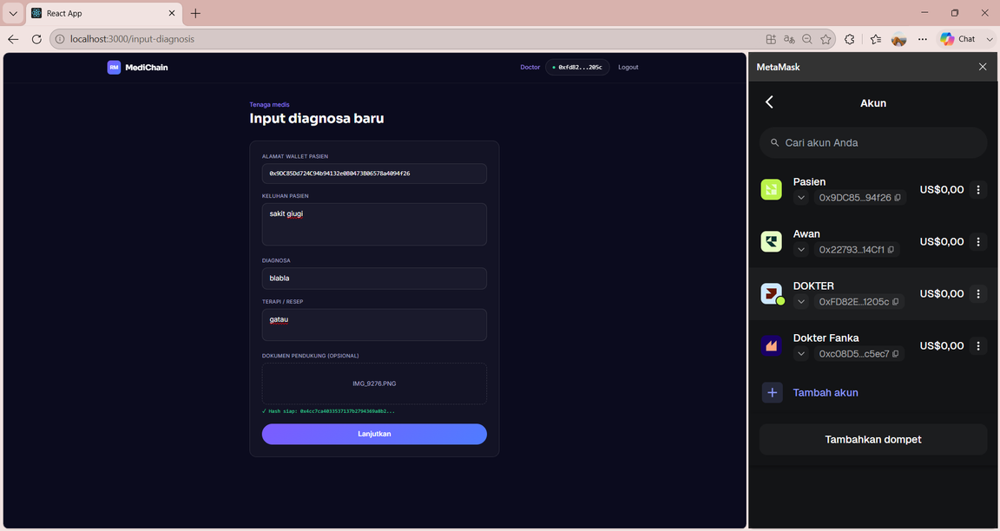 React App
localhost:3000/input-diagnosis
Chat
RM MediChain
Doctor 0xfd82...205c Logout
Tenaga medis
Input diagnosa baru
ALAMAT WALLET PASIEN
0x9DC85Dd724C94b94132e0B0473B06578a4094f26
KELUHAN PASIEN
sakit giugi
DIAGNOSA
blabla
TERAPI / RESEP
gatau
DOKUMEN PENDUKUNG (OPSIONAL)
IMG_9276.PNG
✓ Hash siap: 0x4cc7ca4033537137b2794369a8b2...
Lanjutkan
MetaMask
Akun
Cari akun Anda
Pasien
0x9DC85...94f26
US$0,00
Awan
0x22793...14Cf1
US$0,00
DOKTER
0xFD82E...1205c
US$0,00
Dokter Fanka
0xc08D5...c5ec7
US$0,00
Tambah akun
Tambahkan dompet